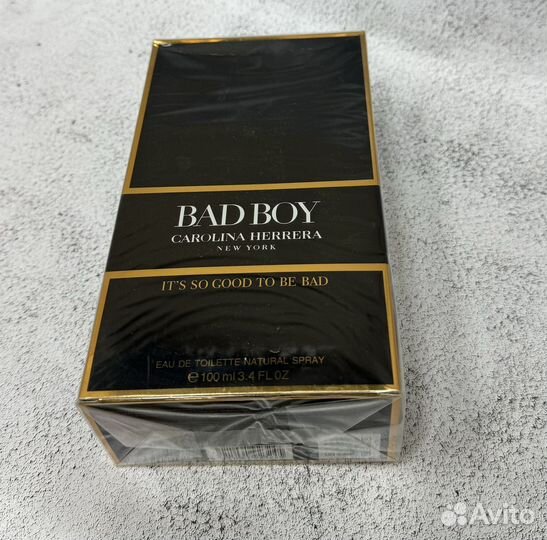 BAD BOY
CAROLINA HERRERA
NEW YORK
IT'S SO GOOD TO BE BAD
EAU DE TOILETTE NATURAL SPRAY
℮ 100 ml 3.4 FL OZ
Avito